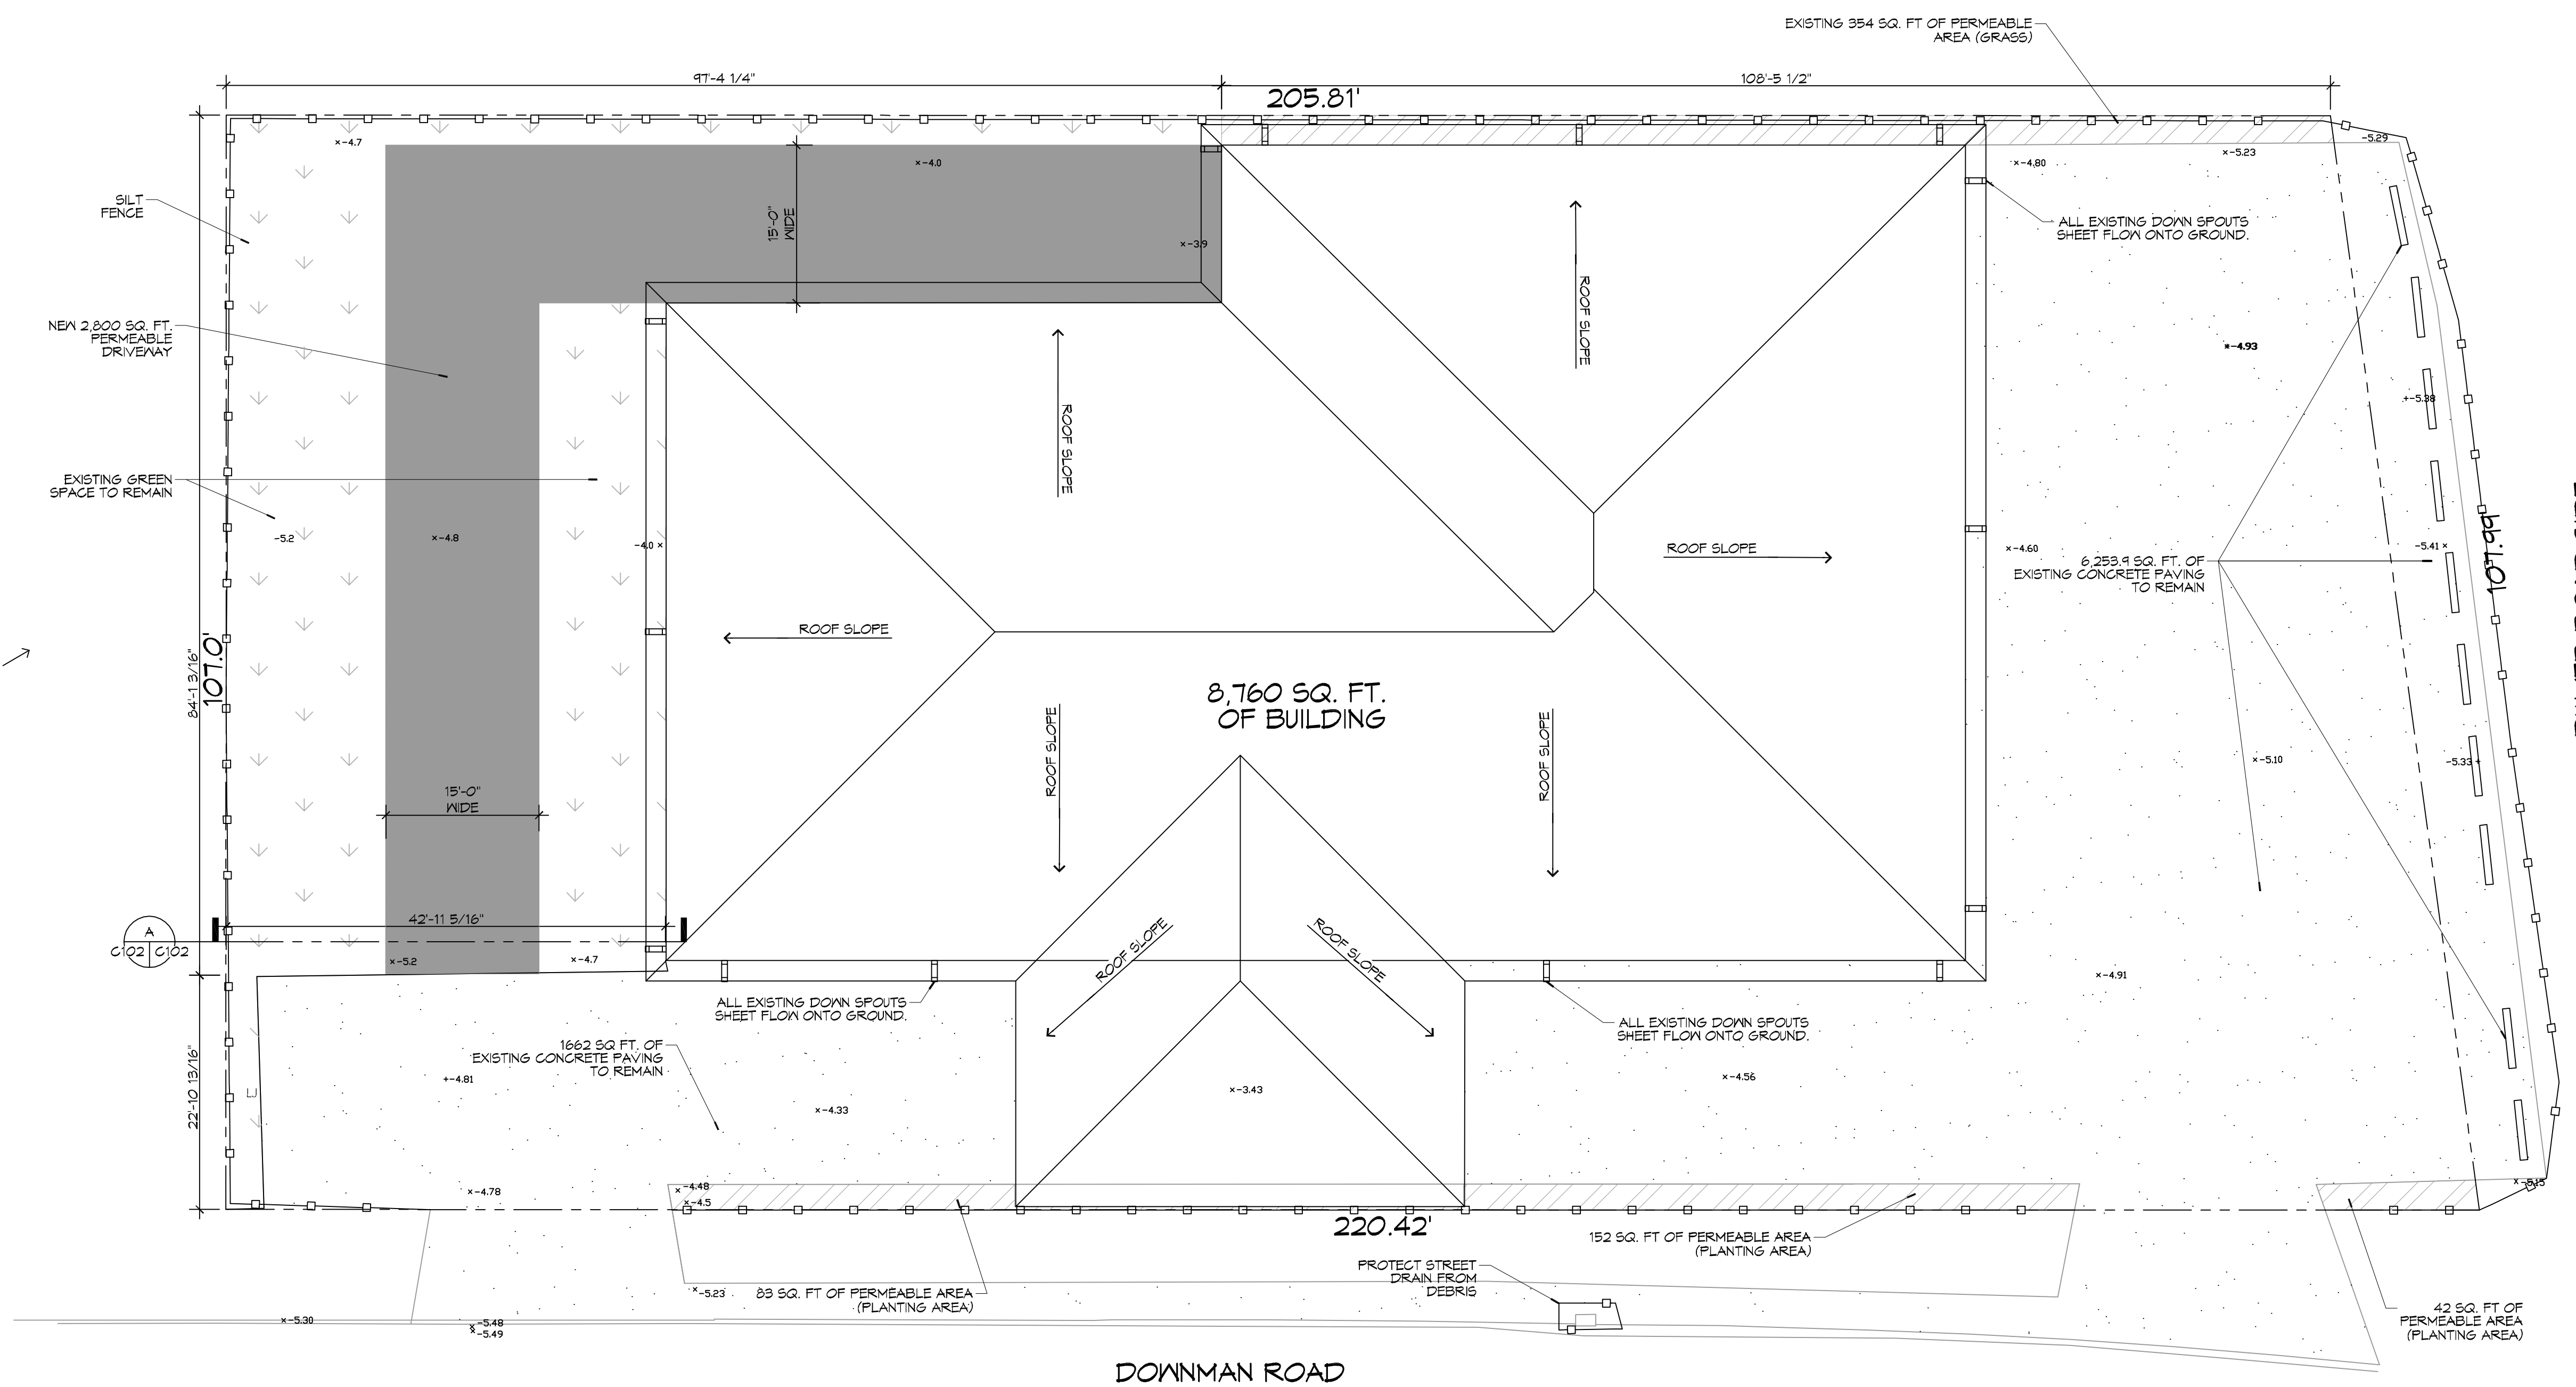 EXISTING 354 SQ. FT OF PERMEABLE
AREA (GRASS)
97'-4 1/4"
108'-5 1/2"
205.81'
×-4.7
×-4.0
×-4.80
×-5.23
-5.29
SILT
FENCE
15'-0"
WIDE
×-3.9
ALL EXISTING DOWN SPOUTS
SHEET FLOW ONTO GROUND.
NEW 2,800 SQ. FT.
PERMEABLE
DRIVEWAY
ROOF SLOPE
ROOF SLOPE
×-4.93
+-5.38
EXISTING GREEN
SPACE TO REMAIN
-5.2
×-4.8
-4.0 ×
ROOF SLOPE
×-4.60
-5.41 ×
107.99
6,253.9 SQ. FT. OF
EXISTING CONCRETE PAVING
TO REMAIN
ROOF SLOPE
84'-1 3/16"
107.0'
8,760 SQ. FT.
OF BUILDING
ROOF SLOPE
ROOF SLOPE
×-5.10
-5.33 +
15'-0"
WIDE
42'-11 5/16"
A
C102 C102
×-5.2
×-4.7
ROOF SLOPE
ROOF SLOPE
×-4.91
ALL EXISTING DOWN SPOUTS
SHEET FLOW ONTO GROUND.
ALL EXISTING DOWN SPOUTS
SHEET FLOW ONTO GROUND.
22'-10 13/16"
1662 SQ FT. OF
EXISTING CONCRETE PAVING
TO REMAIN
+-4.81
×-4.33
×-3.43
×-4.56
×-4.78
×-4.48
×-4.5
220.42'
152 SQ. FT OF PERMEABLE AREA
(PLANTING AREA)
PROTECT STREET
DRAIN FROM
DEBRIS
×-5.23
83 SQ. FT OF PERMEABLE AREA
(PLANTING AREA)
42 SQ. FT OF
PERMEABLE AREA
(PLANTING AREA)
×-5.30
×-5.48
×-5.49
DOWNMAN ROAD